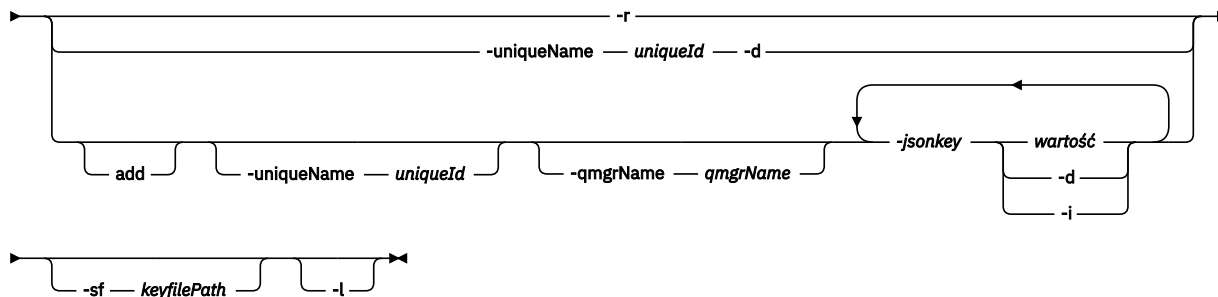 -r
-uniqueName uniqueId -d
-jsonkey wartość
add -uniqueName uniqueId -qmgrName qmgrName -d
-i
-sf keyfilePath -l